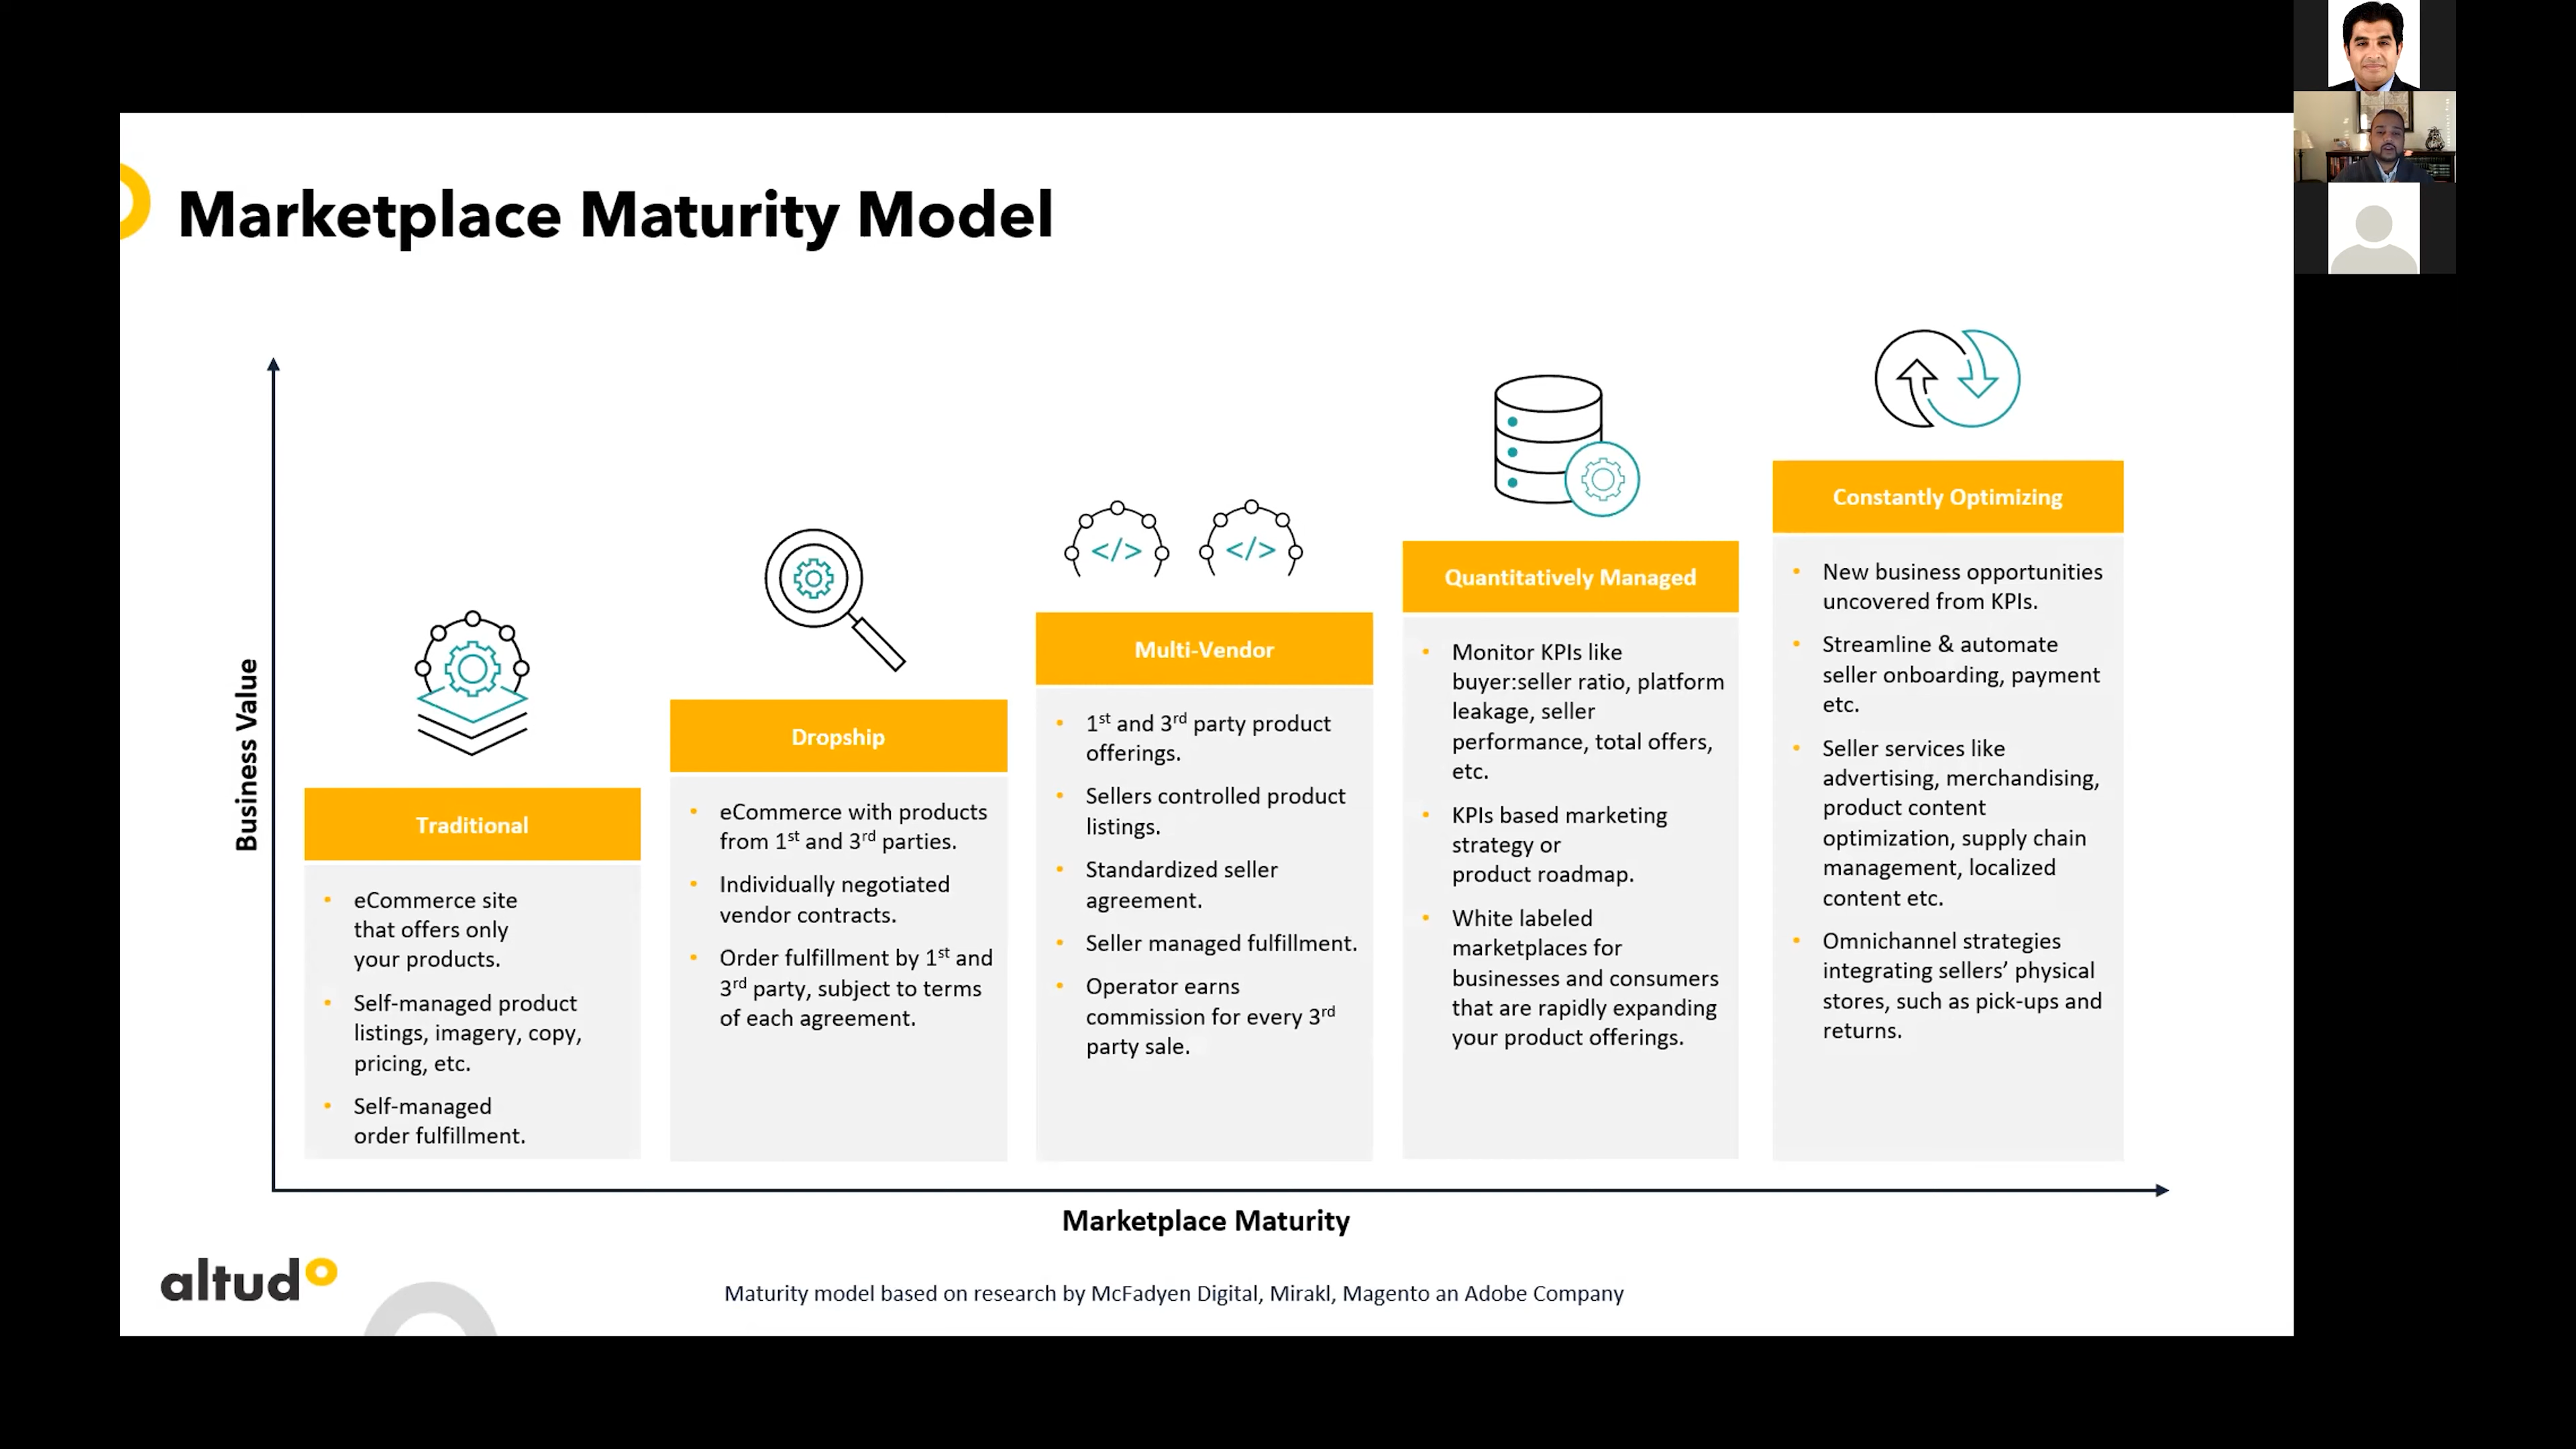 Marketplace Maturity Model
Business Value
Traditional
• eCommerce site
that offers only
your products.
• Self-managed product
listings, imagery, copy,
pricing, etc.
• Self-managed
order fulfillment.
Dropship
• eCommerce with products
from 1st and 3rd parties.
• Individually negotiated
vendor contracts.
• Order fulfillment by 1st and
3rd party, subject to terms
of each agreement.
</> </>
Multi-Vendor
• 1st and 3rd party product
offerings.
• Sellers controlled product
listings.
• Standardized seller
agreement.
• Seller managed fulfillment.
• Operator earns
commission for every 3rd
party sale.
Quantitatively Managed
• Monitor KPIs like
buyer:seller ratio, platform
leakage, seller
performance, total offers,
etc.
• KPIs based marketing
strategy or
product roadmap.
• White labeled
marketplaces for
businesses and consumers
that are rapidly expanding
your product offerings.
Constantly Optimizing
• New business opportunities
uncovered from KPIs.
• Streamline & automate
seller onboarding, payment
etc.
• Seller services like
advertising, merchandising,
product content
optimization, supply chain
management, localized
content etc.
• Omnichannel strategies
integrating sellers’ physical
stores, such as pick-ups and
returns.
Marketplace Maturity
altudo
Maturity model based on research by McFadyen Digital, Mirakl, Magento an Adobe Company